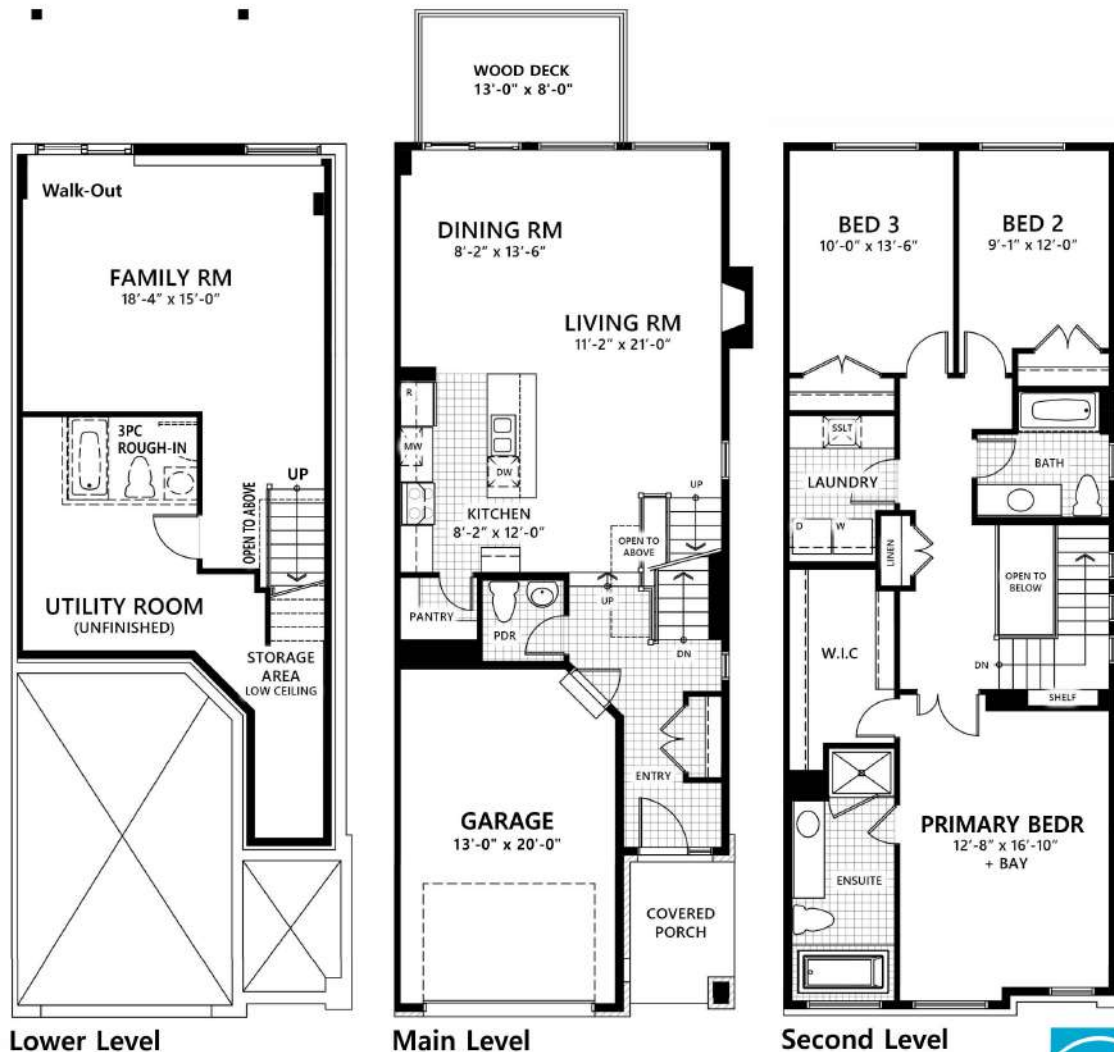 Walk-Out
FAMILY RM
18'-4" x 15'-0"
3PC
ROUGH-IN
UP
OPEN TO ABOVE
UTILITY ROOM
(UNFINISHED)
STORAGE
AREA
LOW CEILING
Lower Level
WOOD DECK
13'-0" x 8'-0"
DINING RM
8'-2" x 13'-6"
LIVING RM
11'-2" x 21'-0"
R
MW
DW
KITCHEN
8'-2" x 12'-0"
UP
OPEN TO
ABOVE
PANTRY
PDR
UP
DN
ENTRY
GARAGE
13'-0" x 20'-0"
COVERED
PORCH
Main Level
BED 3
10'-0" x 13'-6"
BED 2
9'-1" x 12'-0"
SSLT
LAUNDRY
BATH
D
W
LINEN
OPEN TO
BELOW
W.I.C
DN
SHELF
PRIMARY BEDR
12'-8" x 16'-10"
+ BAY
ENSUITE
Second Level